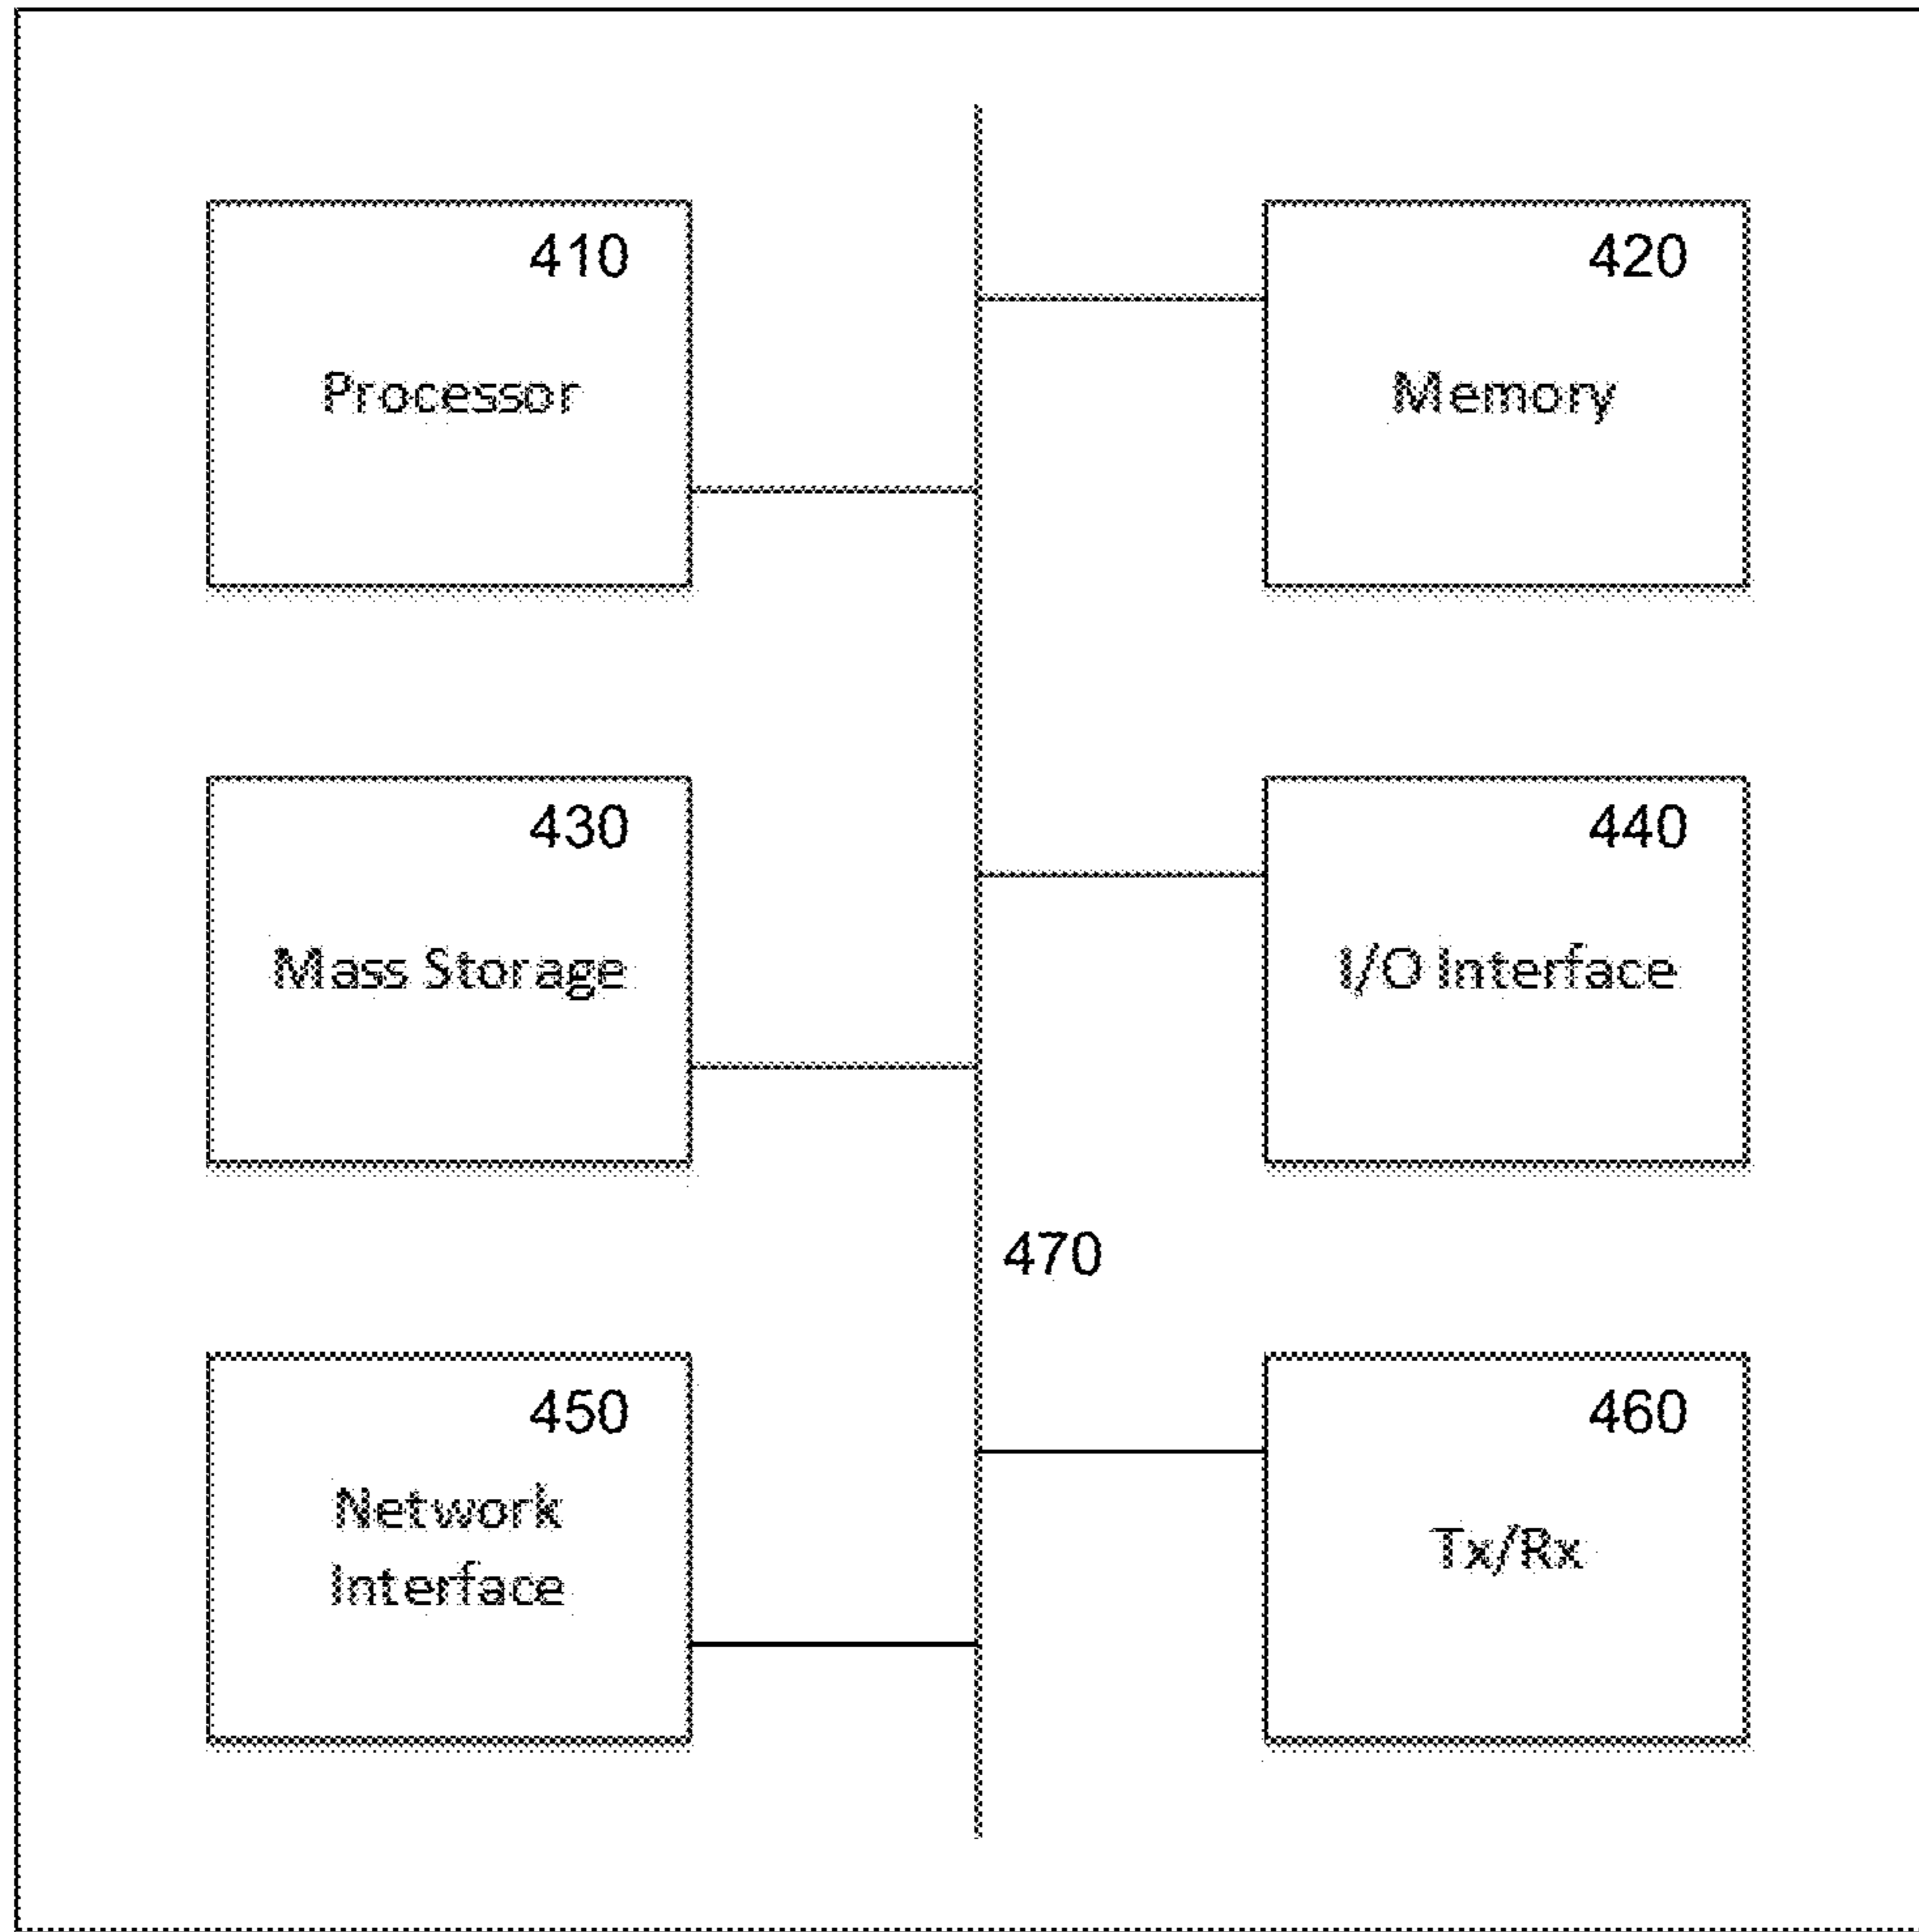 410
Processor
420
Memory
430
Mass Storage
440
I/O Interface
470
450
Network
Interface
460
Tx/Rx